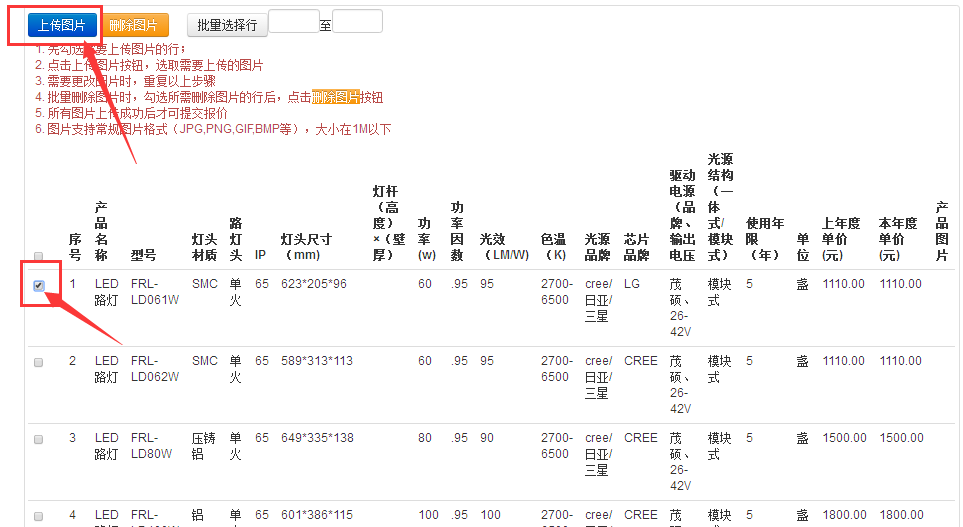 上传图片 删除图片 批量选择行 至
1. 先勾选需要上传图片的行；
2. 点击上传图片按钮，选取需要上传的图片
3. 需要更改图片时，重复以上步骤
4. 批量删除图片时，勾选所需删除图片的行后，点击删除图片按钮
5. 所有图片上传成功后才可提交报价
6. 图片支持常规图片格式（JPG,PNG,GIF,BMP等），大小在1M以下
序号 产品名称 型号 灯头材质 路灯头 IP 灯头尺寸（mm） 灯杆（高度）×（壁厚） 功率(w) 功率因数 光效（LM/W） 色温（K） 光源品牌 芯片品牌 驱动电源（品牌、输出电压 光源结构（一体式/模块式） 使用年限（年） 单位 上年度单价(元) 本年度单价(元) 产品图片
1 LED路灯 FRL-LD061W SMC 单火 65 623*205*96 60 .95 95 2700-6500 cree/日亚/三星 LG 茂硕、26-42V 模块式 5 盏 1110.00 1110.00
2 LED路灯 FRL-LD062W SMC 单火 65 589*313*113 60 .95 95 2700-6500 cree/日亚/三星 CREE 茂硕、26-42V 模块式 5 盏 1110.00 1110.00
3 LED路灯 FRL-LD80W 压铸铝 单火 65 649*335*138 80 .95 90 2700-6500 cree/日亚/三星 CREE 茂硕、26-42V 模块式 5 盏 1500.00 1500.00
4 LED路灯 FRL- 铝 单火 65 601*386*115 100 .95 100 2700-6500 cree/日亚/ CREE 茂硕 模块式 5 盏 1800.00 1800.00